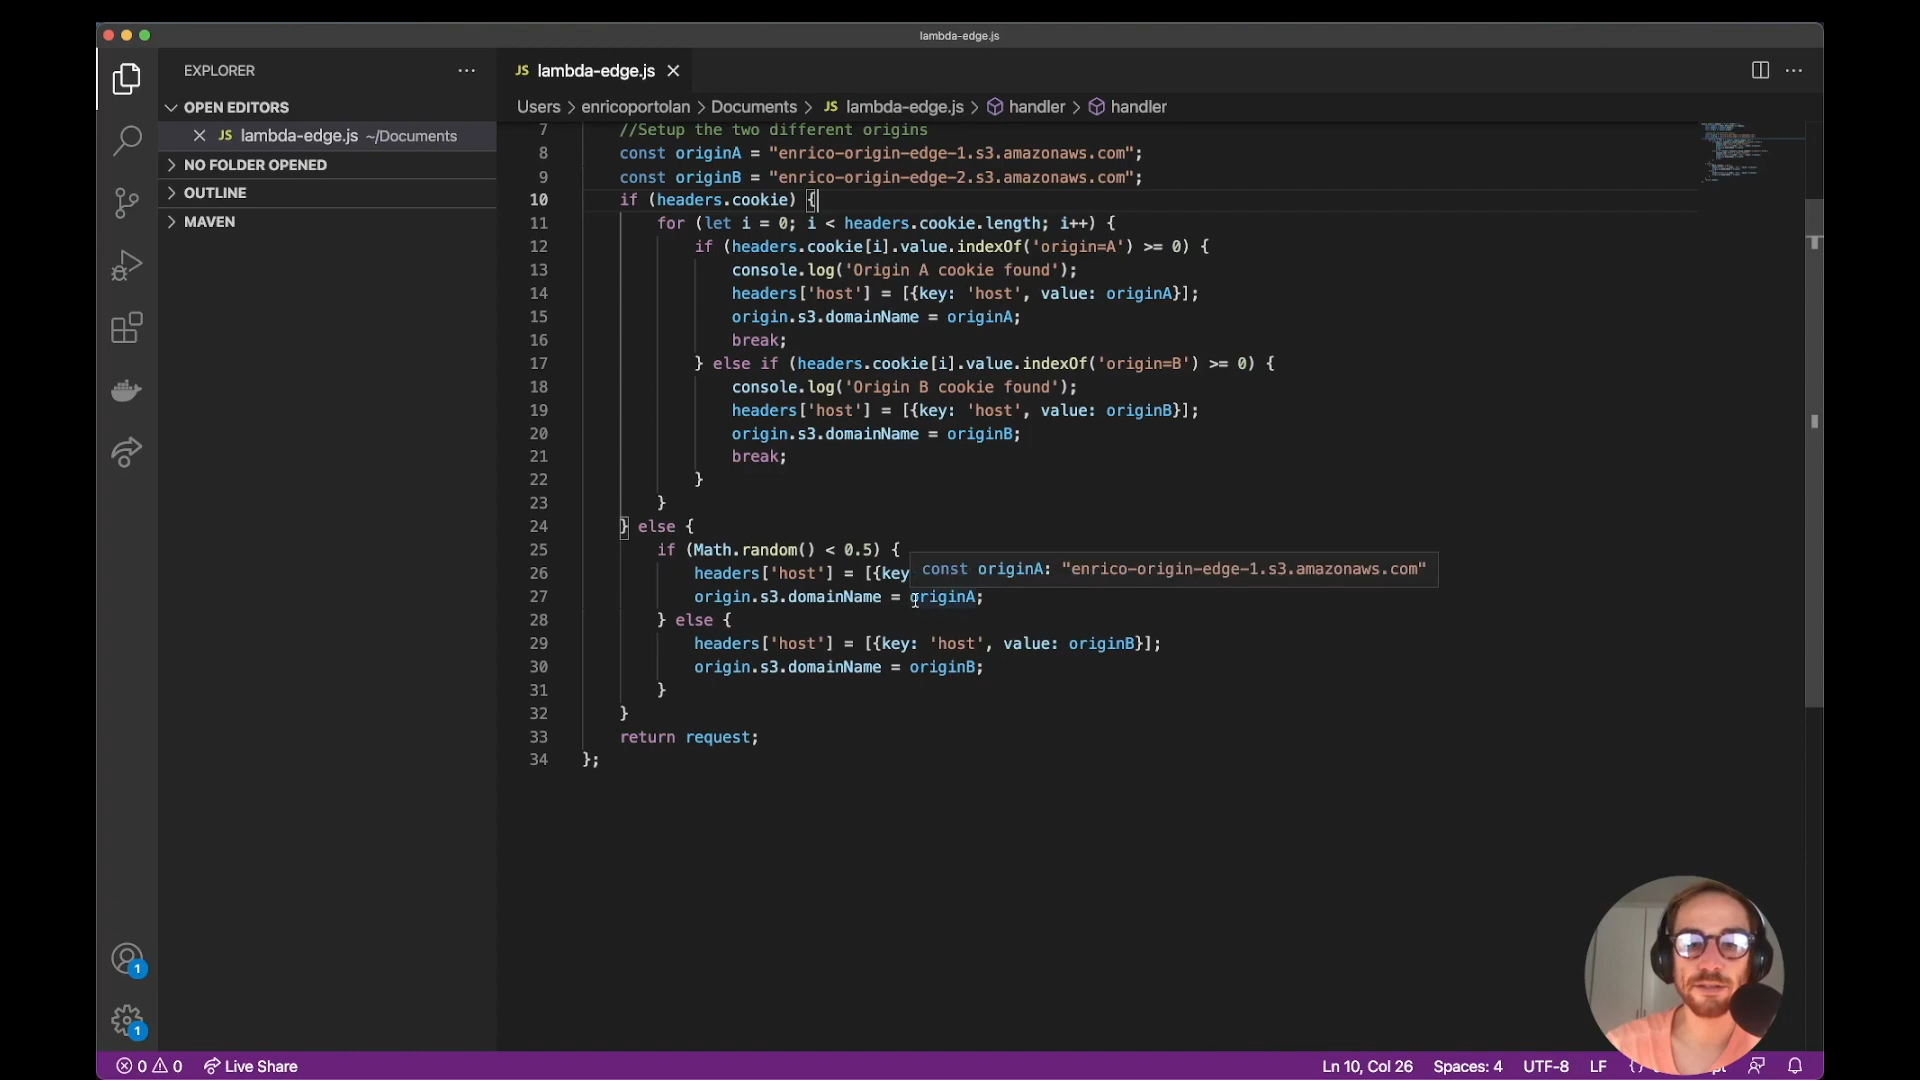 lambda-edge.js
EXPLORER
OPEN EDITORS
JS lambda-edge.js ~/Documents
NO FOLDER OPENED
OUTLINE
MAVEN
JS lambda-edge.js
Users > enricoportolan > Documents > JS lambda-edge.js > handler > handler
7 //Setup the two different origins
8 const originA = "enrico-origin-edge-1.s3.amazonaws.com";
9 const originB = "enrico-origin-edge-2.s3.amazonaws.com";
10 if (headers.cookie) {
11 for (let i = 0; i < headers.cookie.length; i++) {
12 if (headers.cookie[i].value.indexOf('origin=A') >= 0) {
13 console.log('Origin A cookie found');
14 headers['host'] = [{key: 'host', value: originA}];
15 origin.s3.domainName = originA;
16 break;
17 } else if (headers.cookie[i].value.indexOf('origin=B') >= 0) {
18 console.log('Origin B cookie found');
19 headers['host'] = [{key: 'host', value: originB}];
20 origin.s3.domainName = originB;
21 break;
22 }
23 }
24 } else {
25 if (Math.random() < 0.5) {
26 headers['host'] = [{key
const originA: "enrico-origin-edge-1.s3.amazonaws.com"
27 origin.s3.domainName = originA;
28 } else {
29 headers['host'] = [{key: 'host', value: originB}];
30 origin.s3.domainName = originB;
31 }
32 }
33 return request;
34 };
1
1
0 0 Live Share
Ln 10, Col 26 Spaces: 4 UTF-8 LF